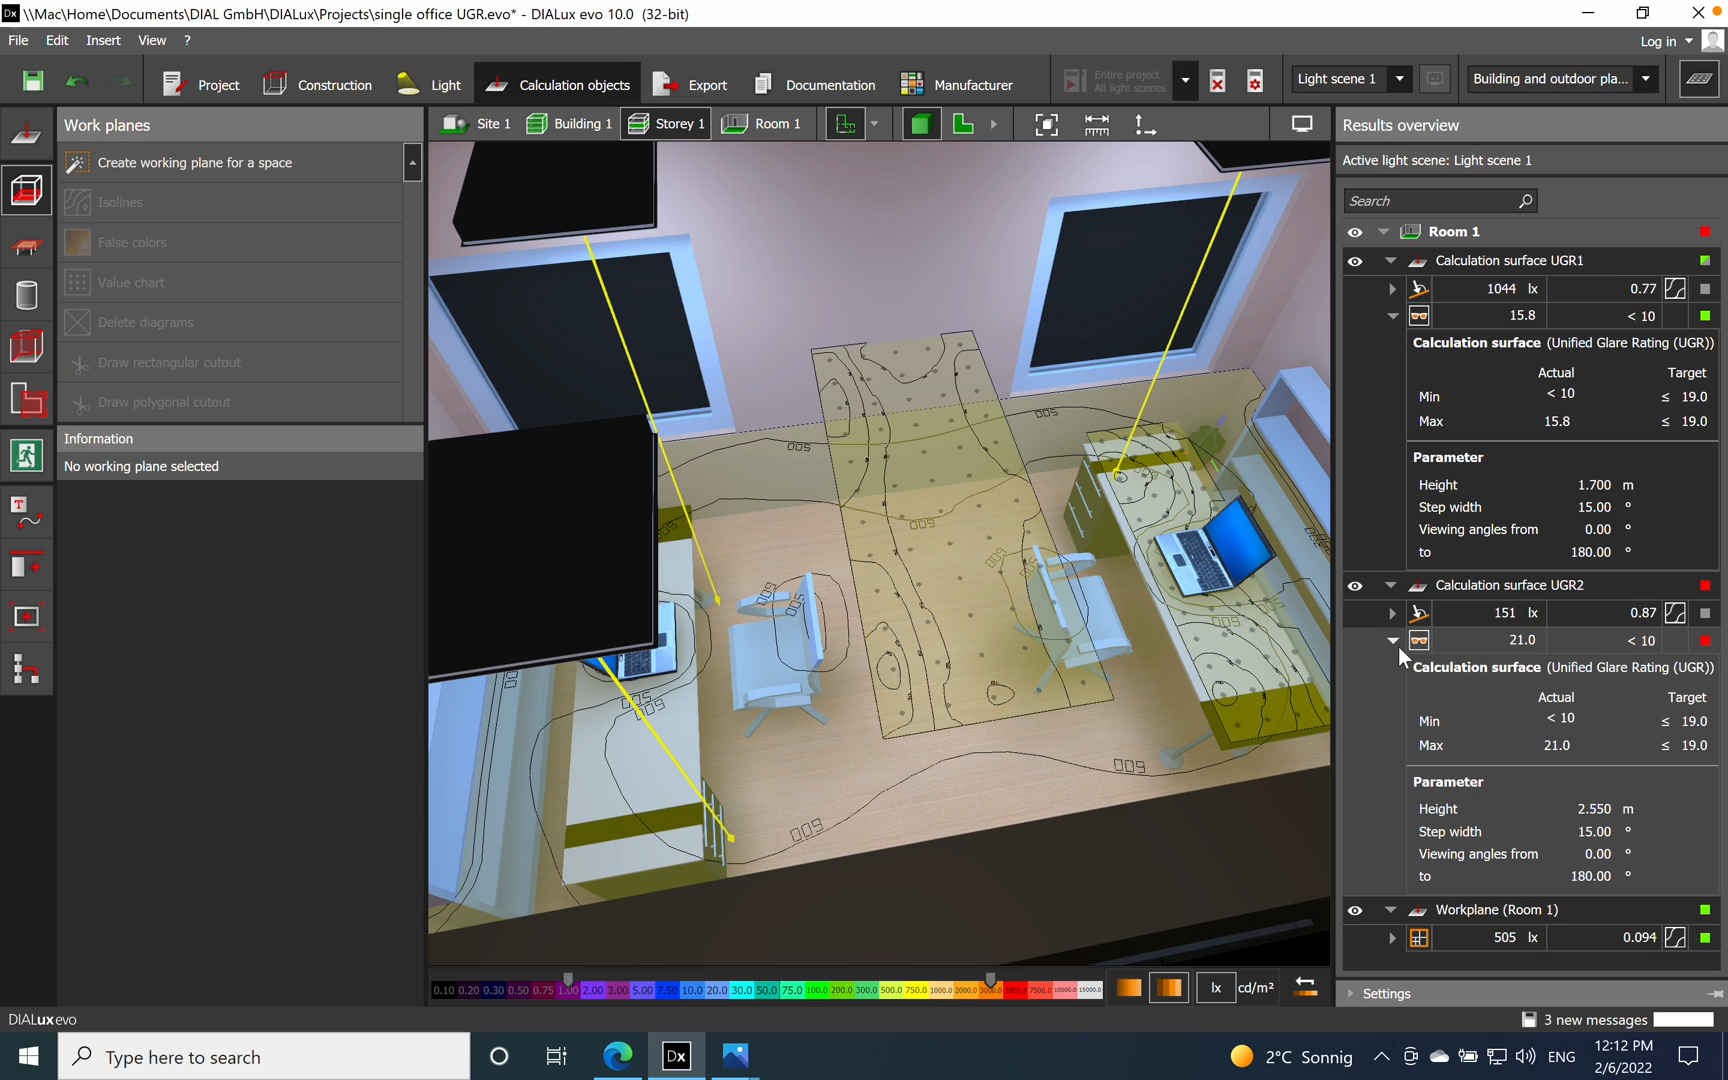 \\Mac\Home\Documents\DIAL GmbH\DIALux\Projects\single office UGR.evo* - DIALux evo 10.0 (32-bit)
File Edit Insert View ? Log in
Project Construction Light Calculation objects Export Documentation Manufacturer Entire project All light scenes Light scene 1 Building and outdoor pla...
Work planes
Create working plane for a space
Isolines
False colors
Value chart
Delete diagrams
Draw rectangular cutout
Draw polygonal cutout
Information
No working plane selected
Site 1 Building 1 Storey 1 Room 1
Results overview
Active light scene: Light scene 1
Search
Room 1
Calculation surface UGR1
1044 lx 0.77
15.8 < 10
Calculation surface (Unified Glare Rating (UGR))
Actual Target
Min < 10 ≤ 19.0
Max 15.8 ≤ 19.0
Parameter
Height 1.700 m
Step width 15.00 °
Viewing angles from 0.00 °
to 180.00 °
Calculation surface UGR2
151 lx 0.87
21.0 < 10
Calculation surface (Unified Glare Rating (UGR))
Actual Target
Min < 10 ≤ 19.0
Max 21.0 ≤ 19.0
Parameter
Height 2.550 m
Step width 15.00 °
Viewing angles from 0.00 °
to 180.00 °
Workplane (Room 1)
505 lx 0.094
Settings
0.10 0.20 0.30 0.50 0.75 1.00 2.00 3.00 5.00 7.50 10.0 20.0 30.0 50.0 75.0 100.0 200.0 300.0 500.0 750.0 1000.0 2000.0 3000.0 5000.0 7500.0 10000.0 15000.0 lx cd/m²
DIALux evo 3 new messages
Type here to search Dx 2°C Sonnig ENG 12:12 PM
2/6/2022